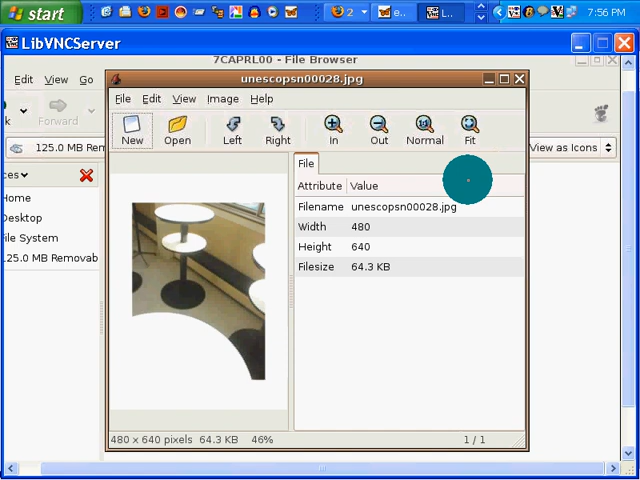 start
2
e..
L..
7:56 PM
LibVNCServer
7CAPRL00 - File Browser
Edit View Go
unescopsn00028.jpg
File Edit View Image Help
k Forward
New Open Left Right In Out Normal Fit
125.0 MB Rem
View as Icons
ces
File
Attribute Value
Home
Filename unescopsn00028.jpg
Desktop
Width 480
ile System
Height 640
125.0 MB Removab
Filesize 64.3 KB
480 × 640 pixels 64.3 KB 46%
1 / 1